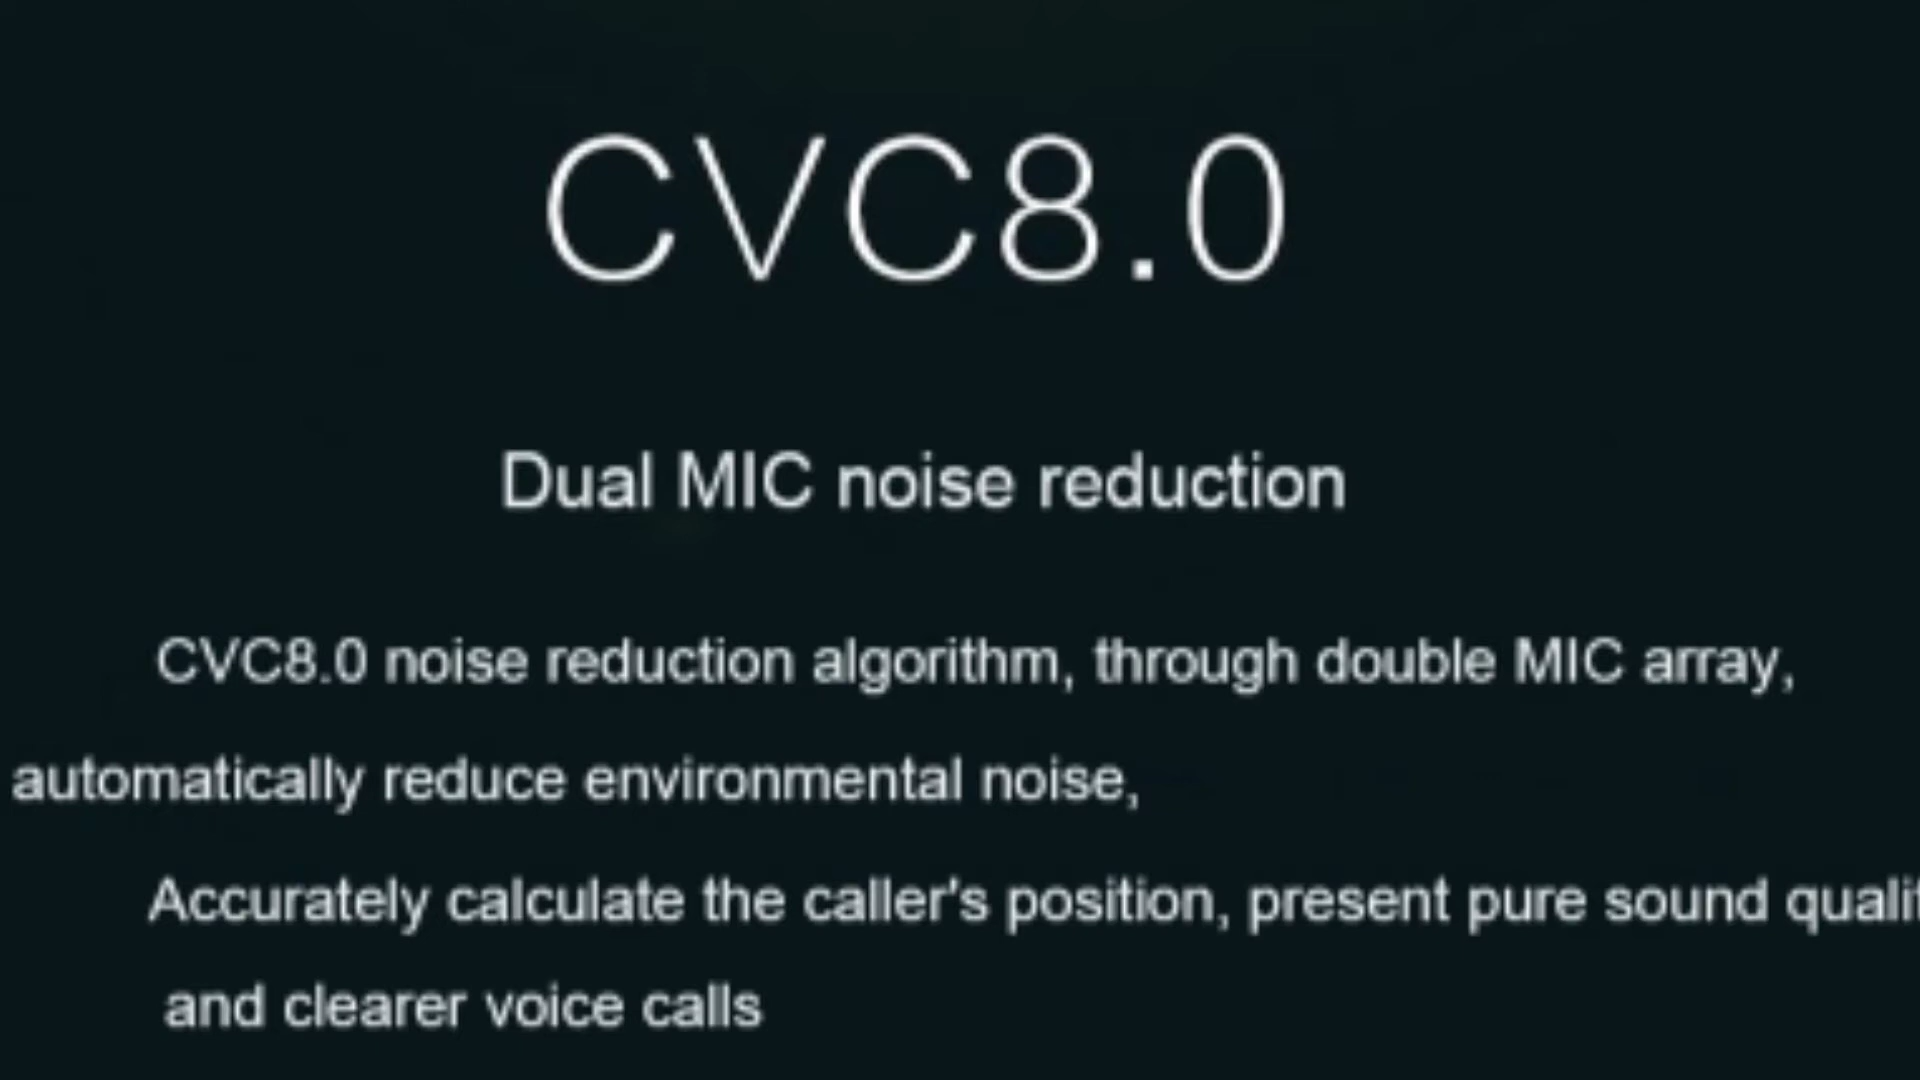 CVC8.0
Dual MIC noise reduction
CVC8.0 noise reduction algorithm, through double MIC array,
automatically reduce environmental noise,
Accurately calculate the caller's position, present pure sound
and clearer voice calls